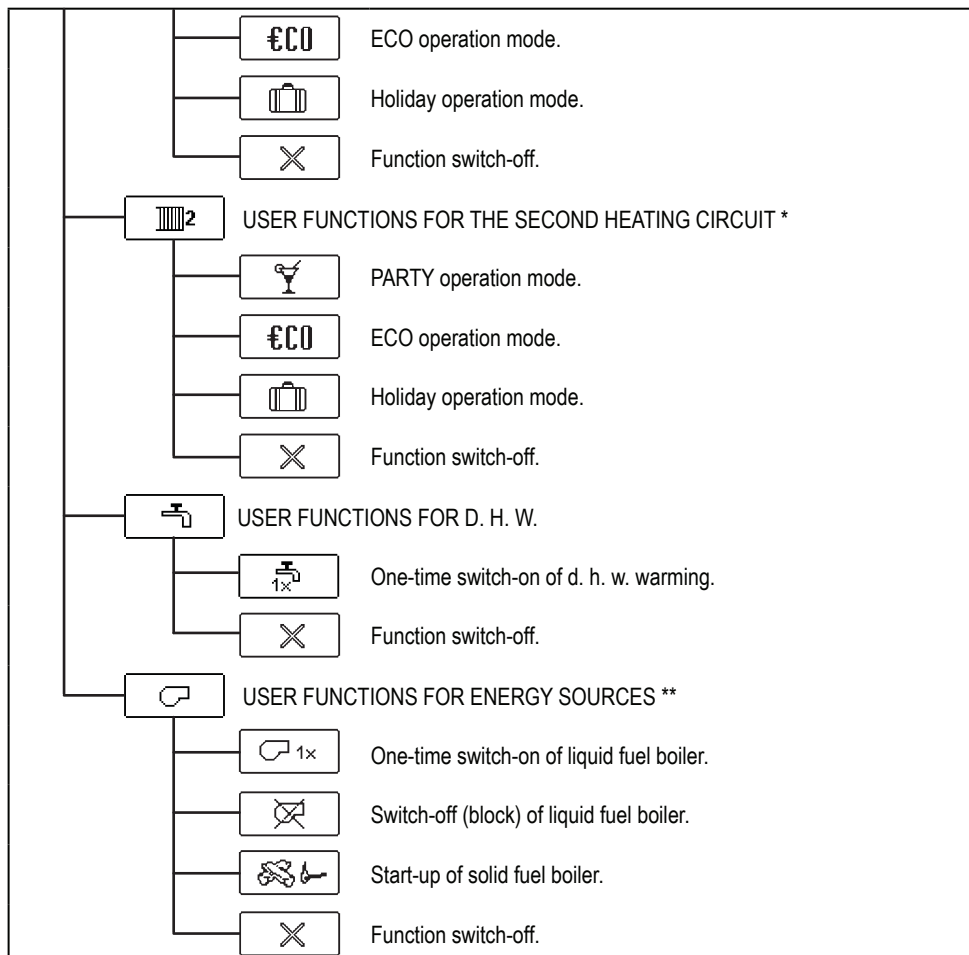 €CO ECO operation mode.
Holiday operation mode.
Function switch-off.
2 USER FUNCTIONS FOR THE SECOND HEATING CIRCUIT *
PARTY operation mode.
€CO ECO operation mode.
Holiday operation mode.
Function switch-off.
USER FUNCTIONS FOR D. H. W.
1x One-time switch-on of d. h. w. warming.
Function switch-off.
USER FUNCTIONS FOR ENERGY SOURCES **
1x One-time switch-on of liquid fuel boiler.
Switch-off (block) of liquid fuel boiler.
Start-up of solid fuel boiler.
Function switch-off.